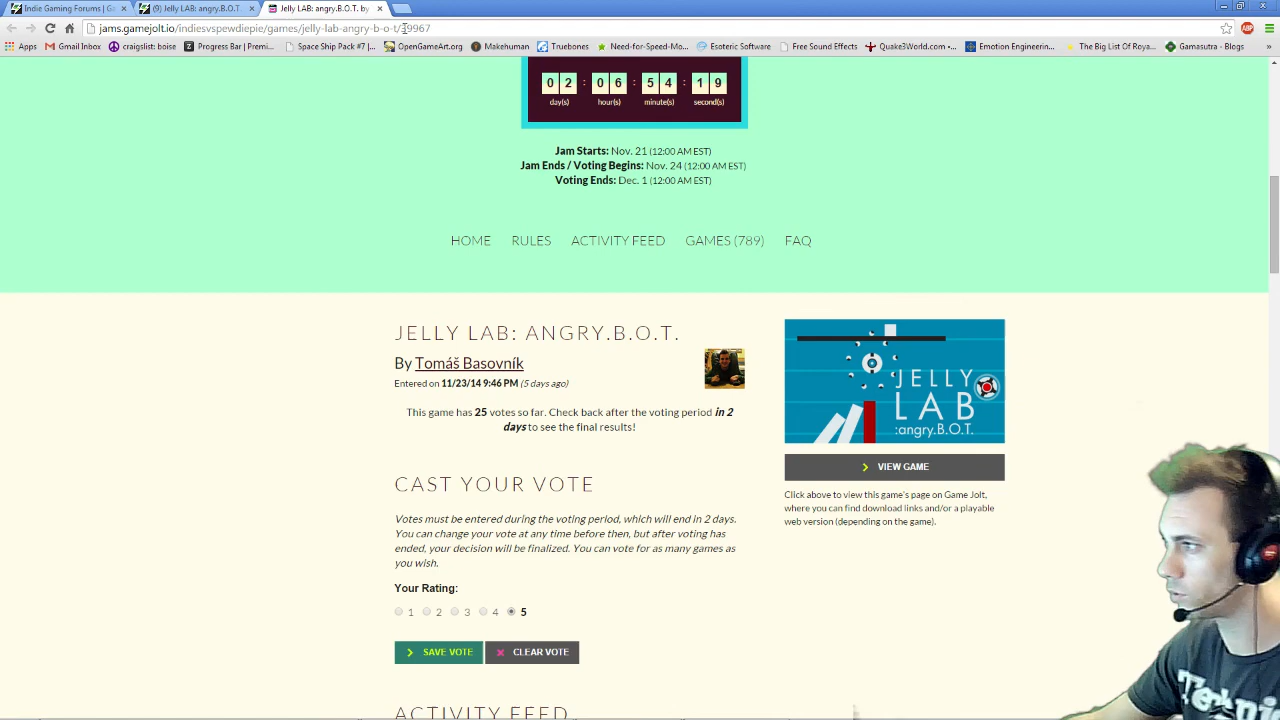 Indie Gaming Forums | G
(9) Jelly LAB: angry.B.O.T.
Jelly LAB: angry.B.O.T. by
jams.gamejolt.io/indiesvspewdiepie/games/jelly-lab-angry-b-o-t/39967
Apps
Gmail Inbox
craigslist: boise
Progress Bar | Premi...
Space Ship Pack #7 | ...
OpenGameArt.org
Makehuman
Truebones
Need-for-Speed-Mo...
Esoteric Software
Free Sound Effects
Quake3World.com •...
Emotion Engineerin...
The Big List Of Roya...
Gamasutra - Blogs
ABP
02 : 06 : 54 : 19
day(s) hour(s) minute(s) second(s)
Jam Starts: Nov. 21 (12:00 AM EST)
Jam Ends / Voting Begins: Nov. 24 (12:00 AM EST)
Voting Ends: Dec. 1 (12:00 AM EST)
HOME RULES ACTIVITY FEED GAMES (789) FAQ
JELLY LAB: ANGRY.B.O.T.
By Tomáš Basovník
Entered on 11/23/14 9:46 PM (5 days ago)
This game has 25 votes so far. Check back after the voting period in 2
days to see the final results!
CAST YOUR VOTE
Votes must be entered during the voting period, which will end in 2 days.
You can change your vote at any time before then, but after voting has
ended, your decision will be finalized. You can vote for as many games as
you wish.
Your Rating:
1 2 3 4 5
SAVE VOTE CLEAR VOTE
ACTIVITY FEED
JELLY
LAB
:angry.B.O.T.
VIEW GAME
Click above to view this game's page on Game Jolt,
where you can find download links and/or a playable
web version (depending on the game).